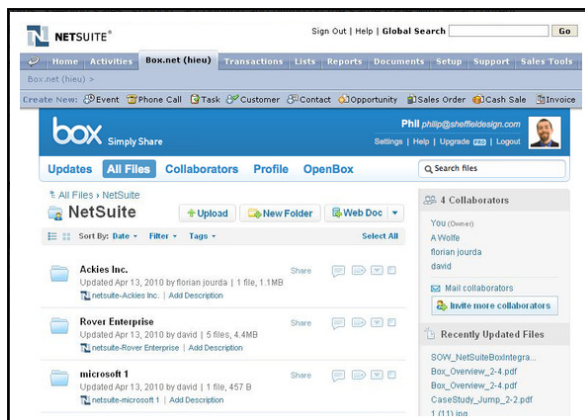 NETSUITE®
Sign Out | Help | Global Search Go
Home Activities Box.net (hieu) Transactions Lists Reports Documents Setup Support Sales Tools
Box.net (hieu) >
Create New: Event Phone Call Task Customer Contact Opportunity Sales Order Cash Sale Invoice
box Simply Share
Phil philip@sheffieldesign.com
Settings | Help | Upgrade | Logout
Updates All Files Collaborators Profile OpenBox
Search files
All Files › NetSuite
NetSuite
Upload New Folder Web Doc
Sort By: Date Filter Tags Select All
Ackies Inc. Share
Updated Apr 13, 2010 by florian jourda | 1 file, 1.1MB
netsuite-Ackies Inc. | Add Description
Rover Enterprise Share
Updated Apr 13, 2010 by david | 5 files, 4.4MB
netsuite-Rover Enterprise | Add Description
microsoft 1 Share
Updated Apr 13, 2010 by david | 1 file, 457 B
netsuite-microsoft 1 | Add Description
4 Collaborators
You (Owner)
A Wolfe
florian jourda
david
Mail collaborators
Invite more collaborators
Recently Updated Files
SOW_NetSuiteBoxIntegra...
Box_Overview_2-4.pdf
Box_Overview_2-4.pdf
CaseStudy_Jump_2-2.pdf
1 (11).jpg